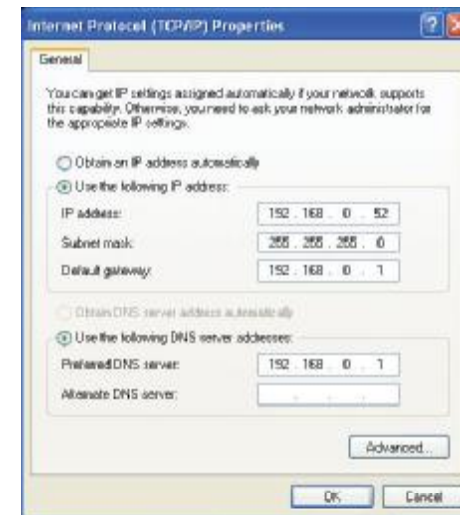 Internet Protocol (TCP/IP) Properties
General
You can get IP settings assigned automatically if your network supports
this capability. Otherwise, you need to ask your network administrator for
the appropriate IP settings.
Obtain an IP address automatically
Use the following IP address:
IP address: 192 . 168 . 0 . 52
Subnet mask: 255 . 255 . 255 . 0
Default gateway: 192 . 168 . 0 . 1
Obtain DNS server address automatically
Use the following DNS server addresses:
Preferred DNS server: 192 . 168 . 0 . 1
Alternate DNS server: . . .
Advanced...
OK Cancel